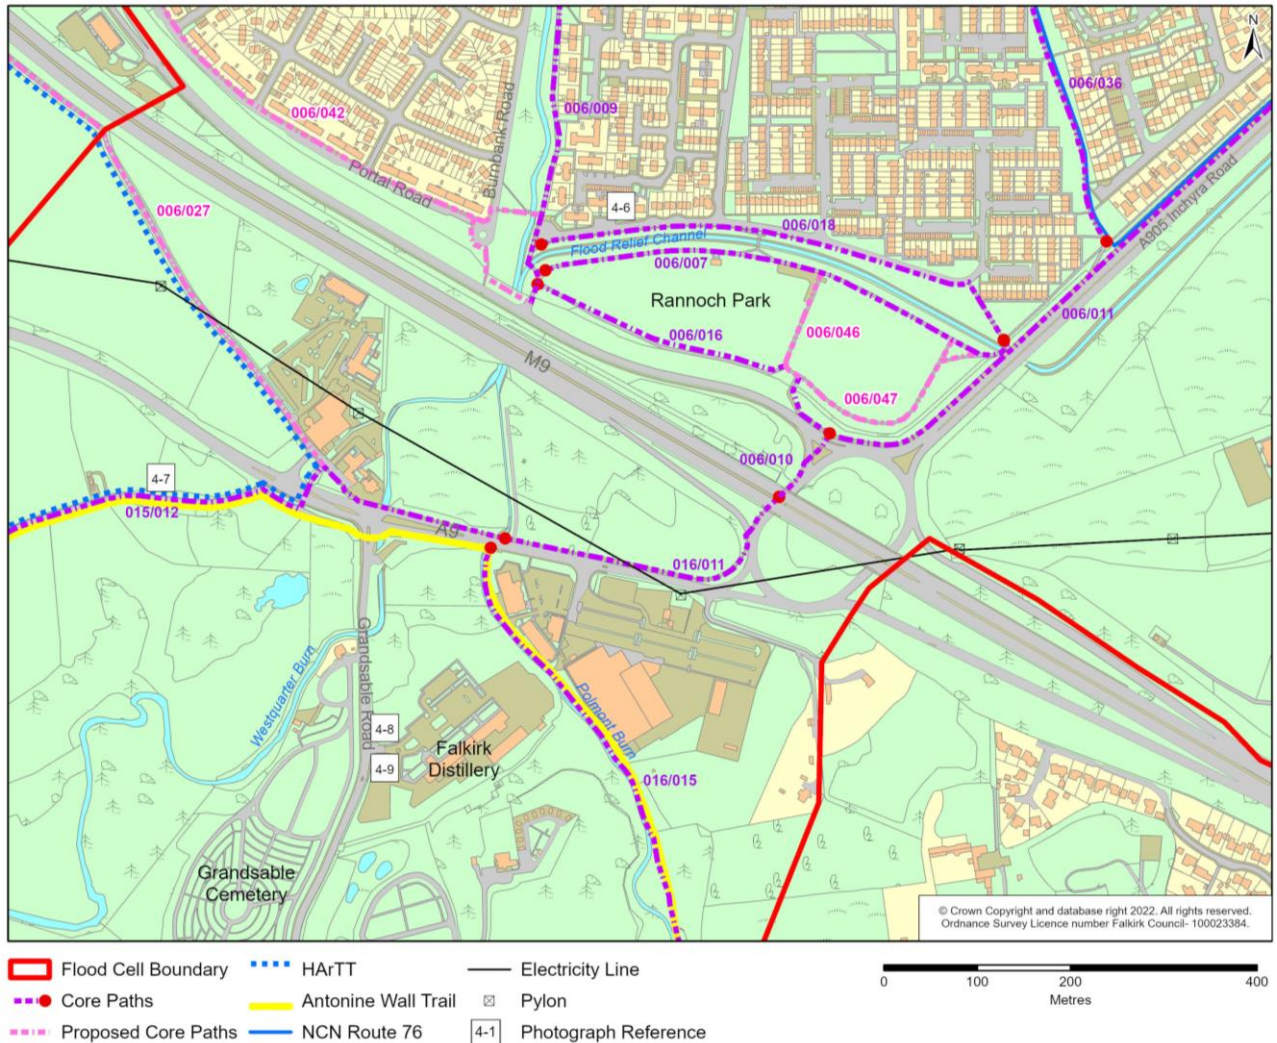 N
006/036
006/009
006/042
Burnbank Road
Portal Road
4-6
006/018
A905 Inchyra Road
006/027
Flood Relief Channel
006/007
Rannoch Park
006/011
006/016
006/046
M9
006/047
006/010
4-7
015/012
A9
016/011
Grandsable Road
Westquarter Burn
Polmont Burn
4-8
Falkirk
Distillery
4-9
016/015
Grandsable
Cemetery
© Crown Copyright and database right 2022. All rights reserved.
Ordnance Survey Licence number Falkirk Council- 100023384.
Flood Cell Boundary
HArTT
Electricity Line
0 100 200 400
Metres
Core Paths
Antonine Wall Trail
Pylon
Proposed Core Paths
NCN Route 76
4-1 Photograph Reference